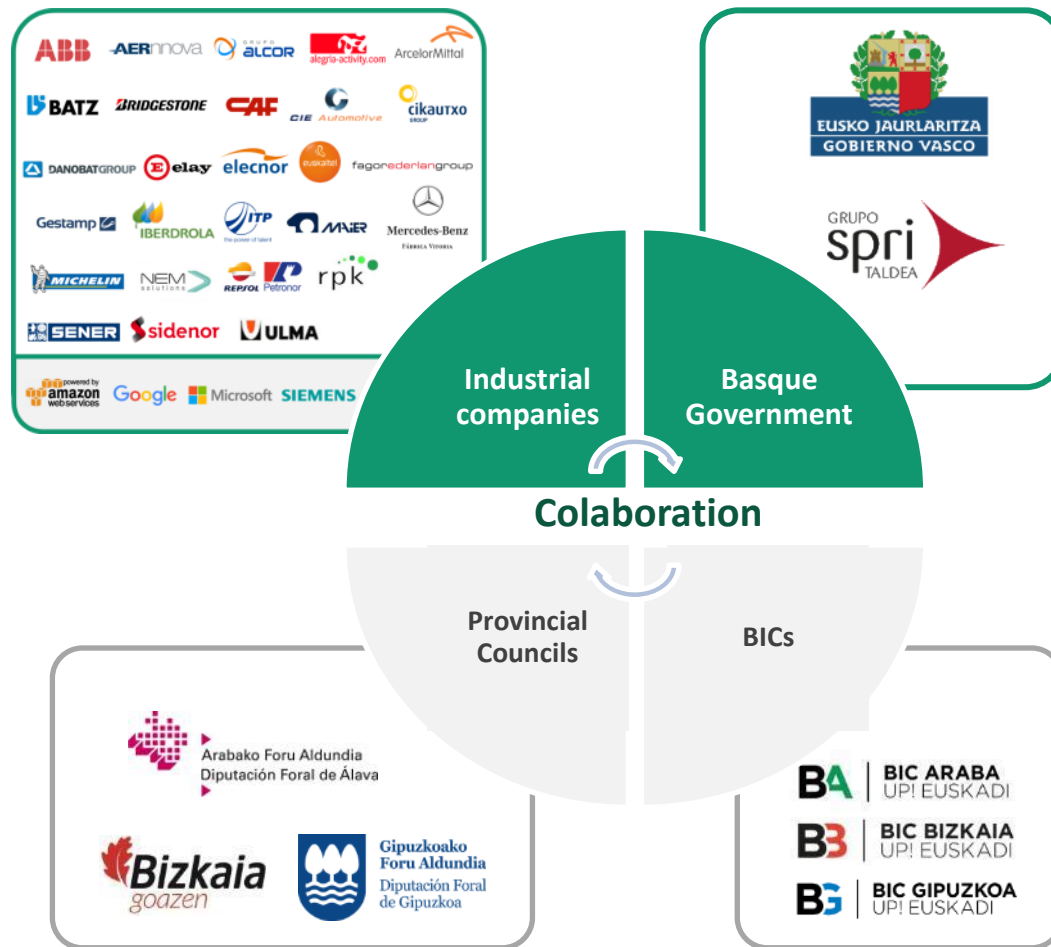 ABB
AERnnova
GRUPO
alcor
alegria-activity.com
ArcelorMittal
BATZ
BRIDGESTONE
CAF
CIE Automotive
cikautxo
GROUP
DANOBATGROUP
Elay
elecnor
euskaltel
fagorederlangroup
Gestamp
IBERDROLA
ITP
the power of talent
MAIER
Mercedes-Benz
FÁBRICA VITORIA
MICHELIN
NEM
solutions
REPSOL
Petronor
rpk
SENER
sidenor
ULMA
powered by
amazon
webservices
Google
Microsoft
SIEMENS
EUSKO JAURLARITZA
GOBIERNO VASCO
GRUPO
spri
TALDEA
Industrial
companies
Basque
Government
Colaboration
Provincial
Councils
BICs
Arabako Foru Aldundia
Diputación Foral de Álava
Bizkaia
goazen
Gipuzkoako
Foru Aldundia
Diputación Foral
de Gipuzkoa
BA
BIC ARABA
UP! EUSKADI
BB
BIC BIZKAIA
UP! EUSKADI
BG
BIC GIPUZKOA
UP! EUSKADI